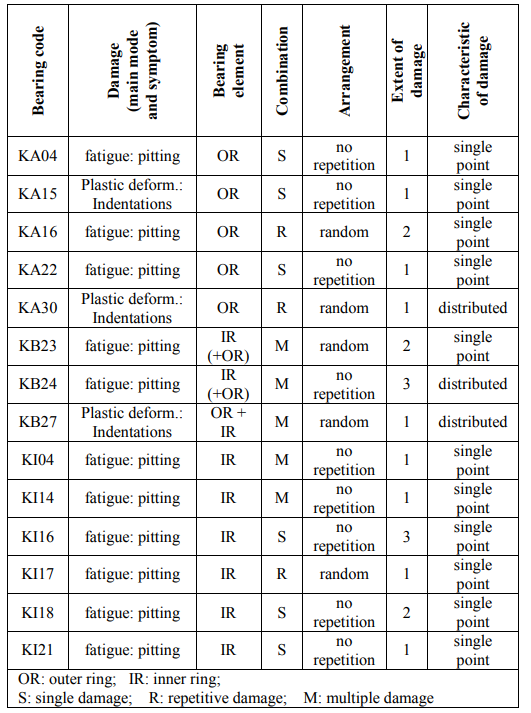 Bearing code Damage (main mode and symptom) Bearing element Combination Arrangement Extent of damage Characteristic of damage
KA04 fatigue: pitting OR S no repetition 1 single point
KA15 Plastic deform.: Indentations OR S no repetition 1 single point
KA16 fatigue: pitting OR R random 2 single point
KA22 fatigue: pitting OR S no repetition 1 single point
KA30 Plastic deform.: Indentations OR R random 1 distributed
KB23 fatigue: pitting IR (+OR) M random 2 single point
KB24 fatigue: pitting IR (+OR) M no repetition 3 distributed
KB27 Plastic deform.: Indentations OR + IR M random 1 distributed
KI04 fatigue: pitting IR M no repetition 1 single point
KI14 fatigue: pitting IR M no repetition 1 single point
KI16 fatigue: pitting IR S no repetition 3 single point
KI17 fatigue: pitting IR R random 1 single point
KI18 fatigue: pitting IR S no repetition 2 single point
KI21 fatigue: pitting IR S no repetition 1 single point
OR: outer ring; IR: inner ring;
S: single damage; R: repetitive damage; M: multiple damage